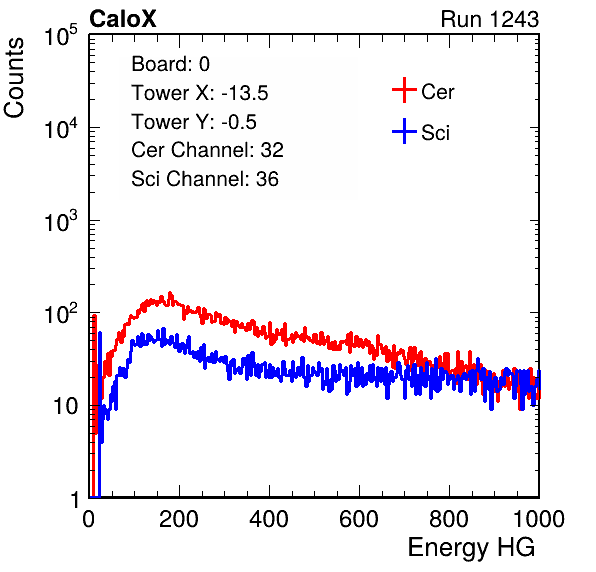 CaloX Run 1243
Counts
10^5
10^4
10^3
10^2
10
1
Board: 0
Tower X: -13.5
Tower Y: -0.5
Cer Channel: 32
Sci Channel: 36
Cer
Sci
0 200 400 600 800 1000
Energy HG